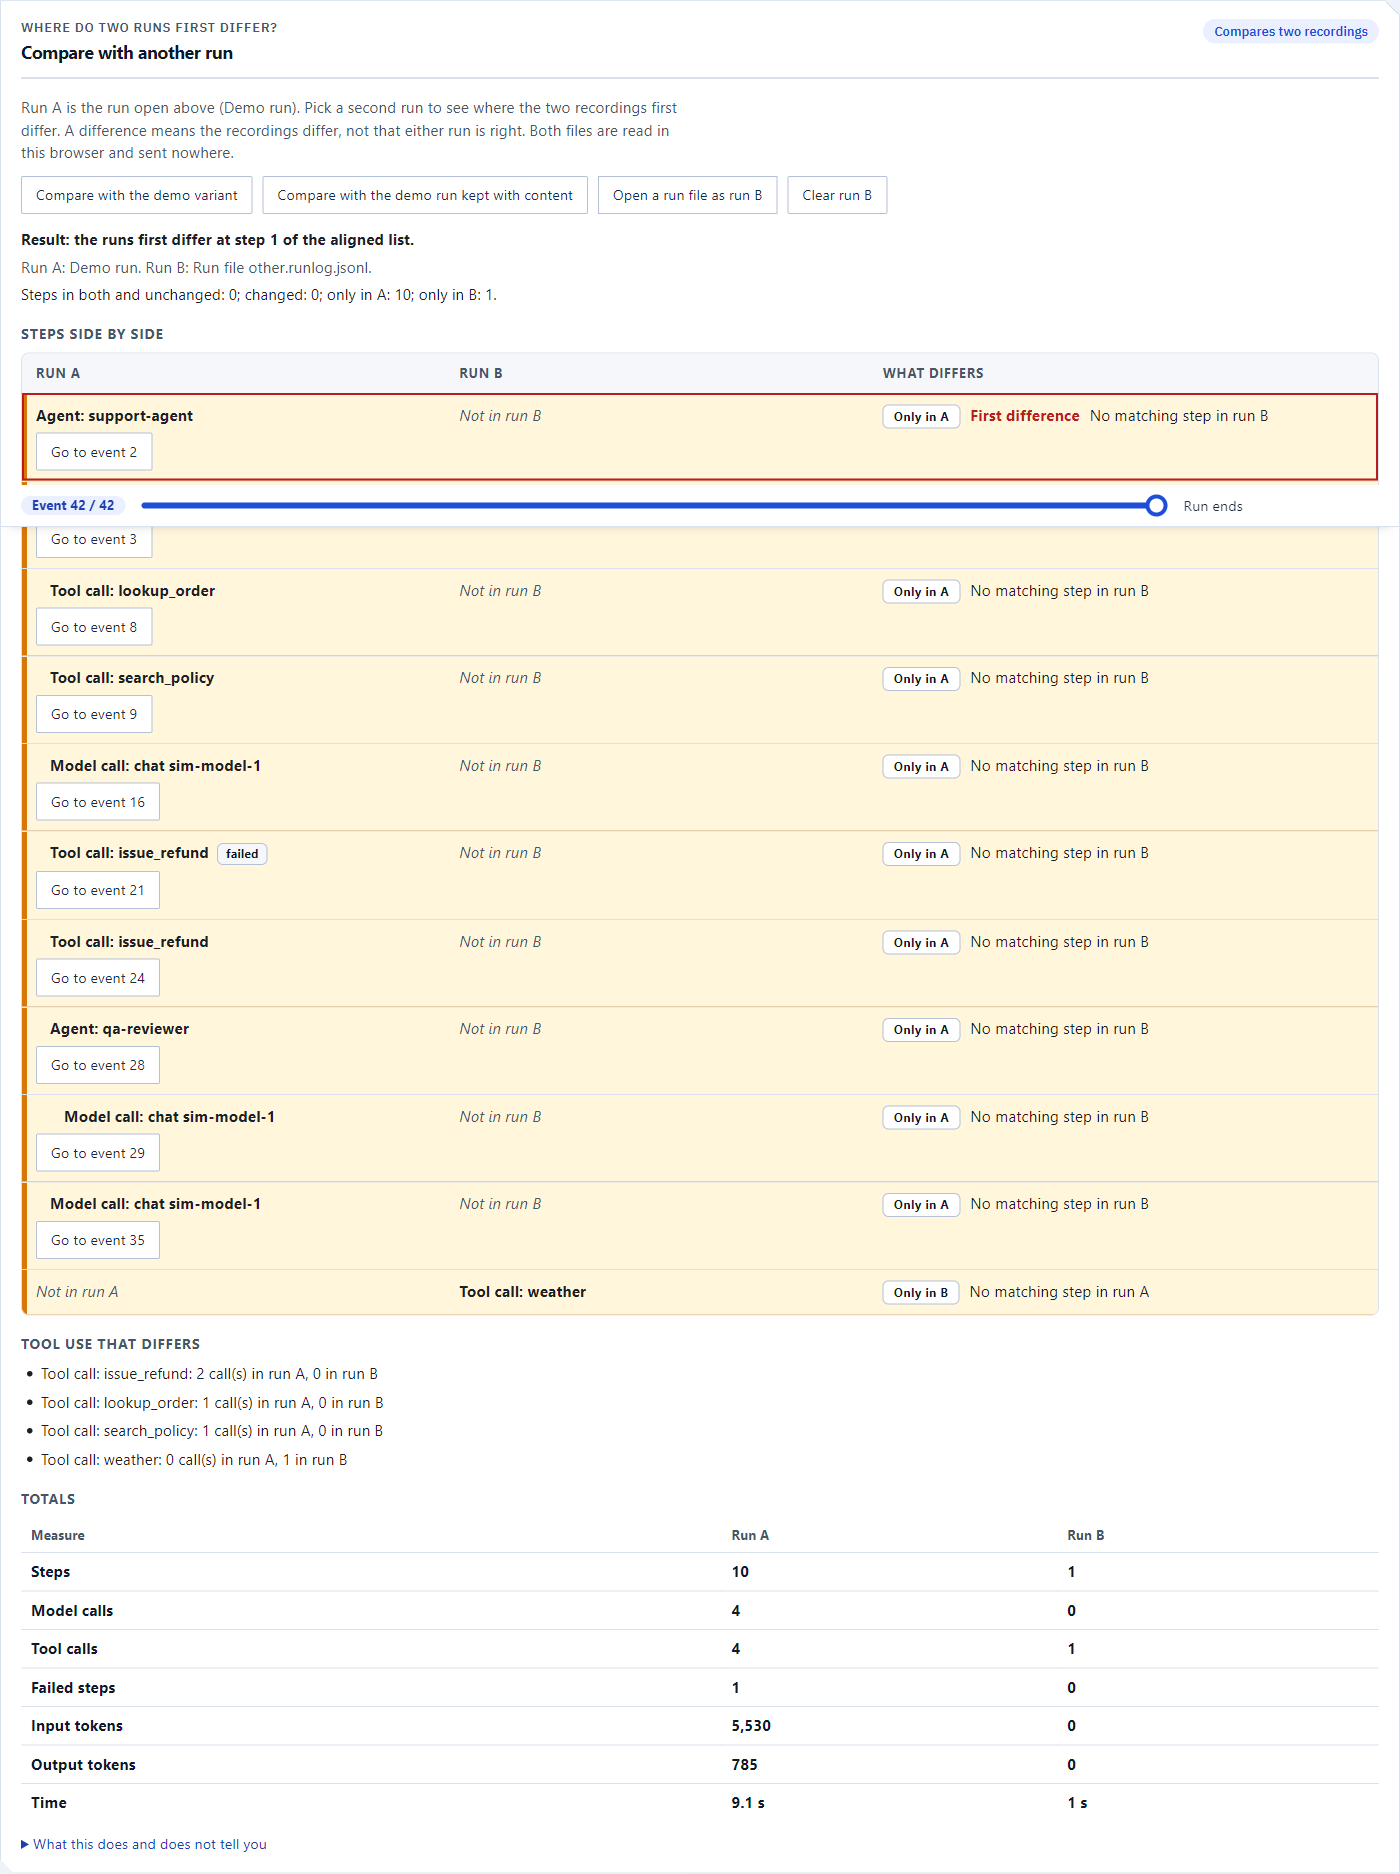 WHERE DO TWO RUNS FIRST DIFFER?
Compare with another run
Compares two recordings
Run A is the run open above (Demo run). Pick a second run to see where the two recordings first
differ. A difference means the recordings differ, not that either run is right. Both files are read in
this browser and sent nowhere.
Compare with the demo variant
Compare with the demo run kept with content
Open a run file as run B
Clear run B
Result: the runs first differ at step 1 of the aligned list.
Run A: Demo run. Run B: Run file other.runlog.jsonl.
Steps in both and unchanged: 0; changed: 0; only in A: 10; only in B: 1.
STEPS SIDE BY SIDE
RUN A RUN B WHAT DIFFERS
Agent: support-agent Not in run B Only in A First difference No matching step in run B
Go to event 2
Event 42 / 42 Run ends
Go to event 3
Tool call: lookup_order Not in run B Only in A No matching step in run B
Go to event 8
Tool call: search_policy Not in run B Only in A No matching step in run B
Go to event 9
Model call: chat sim-model-1 Not in run B Only in A No matching step in run B
Go to event 16
Tool call: issue_refund failed Not in run B Only in A No matching step in run B
Go to event 21
Tool call: issue_refund Not in run B Only in A No matching step in run B
Go to event 24
Agent: qa-reviewer Not in run B Only in A No matching step in run B
Go to event 28
Model call: chat sim-model-1 Not in run B Only in A No matching step in run B
Go to event 29
Model call: chat sim-model-1 Not in run B Only in A No matching step in run B
Go to event 35
Not in run A Tool call: weather Only in B No matching step in run A
TOOL USE THAT DIFFERS
• Tool call: issue_refund: 2 call(s) in run A, 0 in run B
• Tool call: lookup_order: 1 call(s) in run A, 0 in run B
• Tool call: search_policy: 1 call(s) in run A, 0 in run B
• Tool call: weather: 0 call(s) in run A, 1 in run B
TOTALS
Measure Run A Run B
Steps 10 1
Model calls 4 0
Tool calls 4 1
Failed steps 1 0
Input tokens 5,530 0
Output tokens 785 0
Time 9.1 s 1 s
What this does and does not tell you